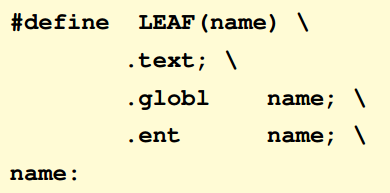 #define  LEAF(name) \
.text; \
.globl    name; \
.ent      name; \
name: